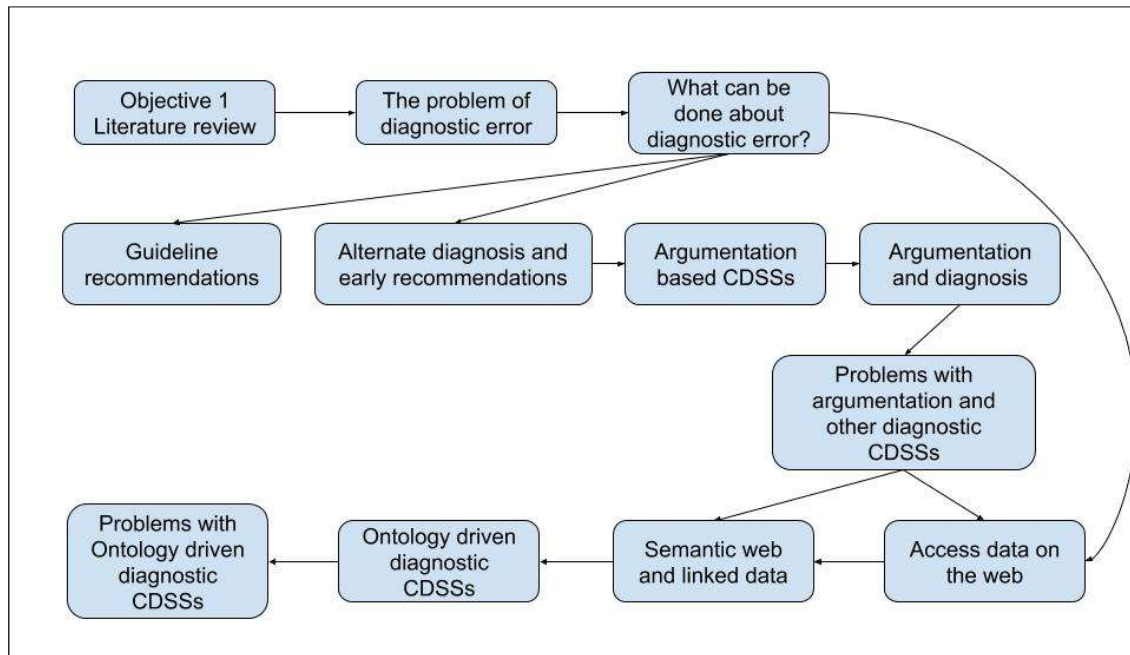 Objective 1
Literature review
The problem of
diagnostic error
What can be
done about
diagnostic error?
Guideline
recommendations
Alternate diagnosis and
early recommendations
Argumentation
based CDSSs
Argumentation
and diagnosis
Problems with
argumentation and
other diagnostic
CDSSs
Problems with
Ontology driven
diagnostic
CDSSs
Ontology driven
diagnostic
CDSSs
Semantic web
and linked data
Access data on
the web